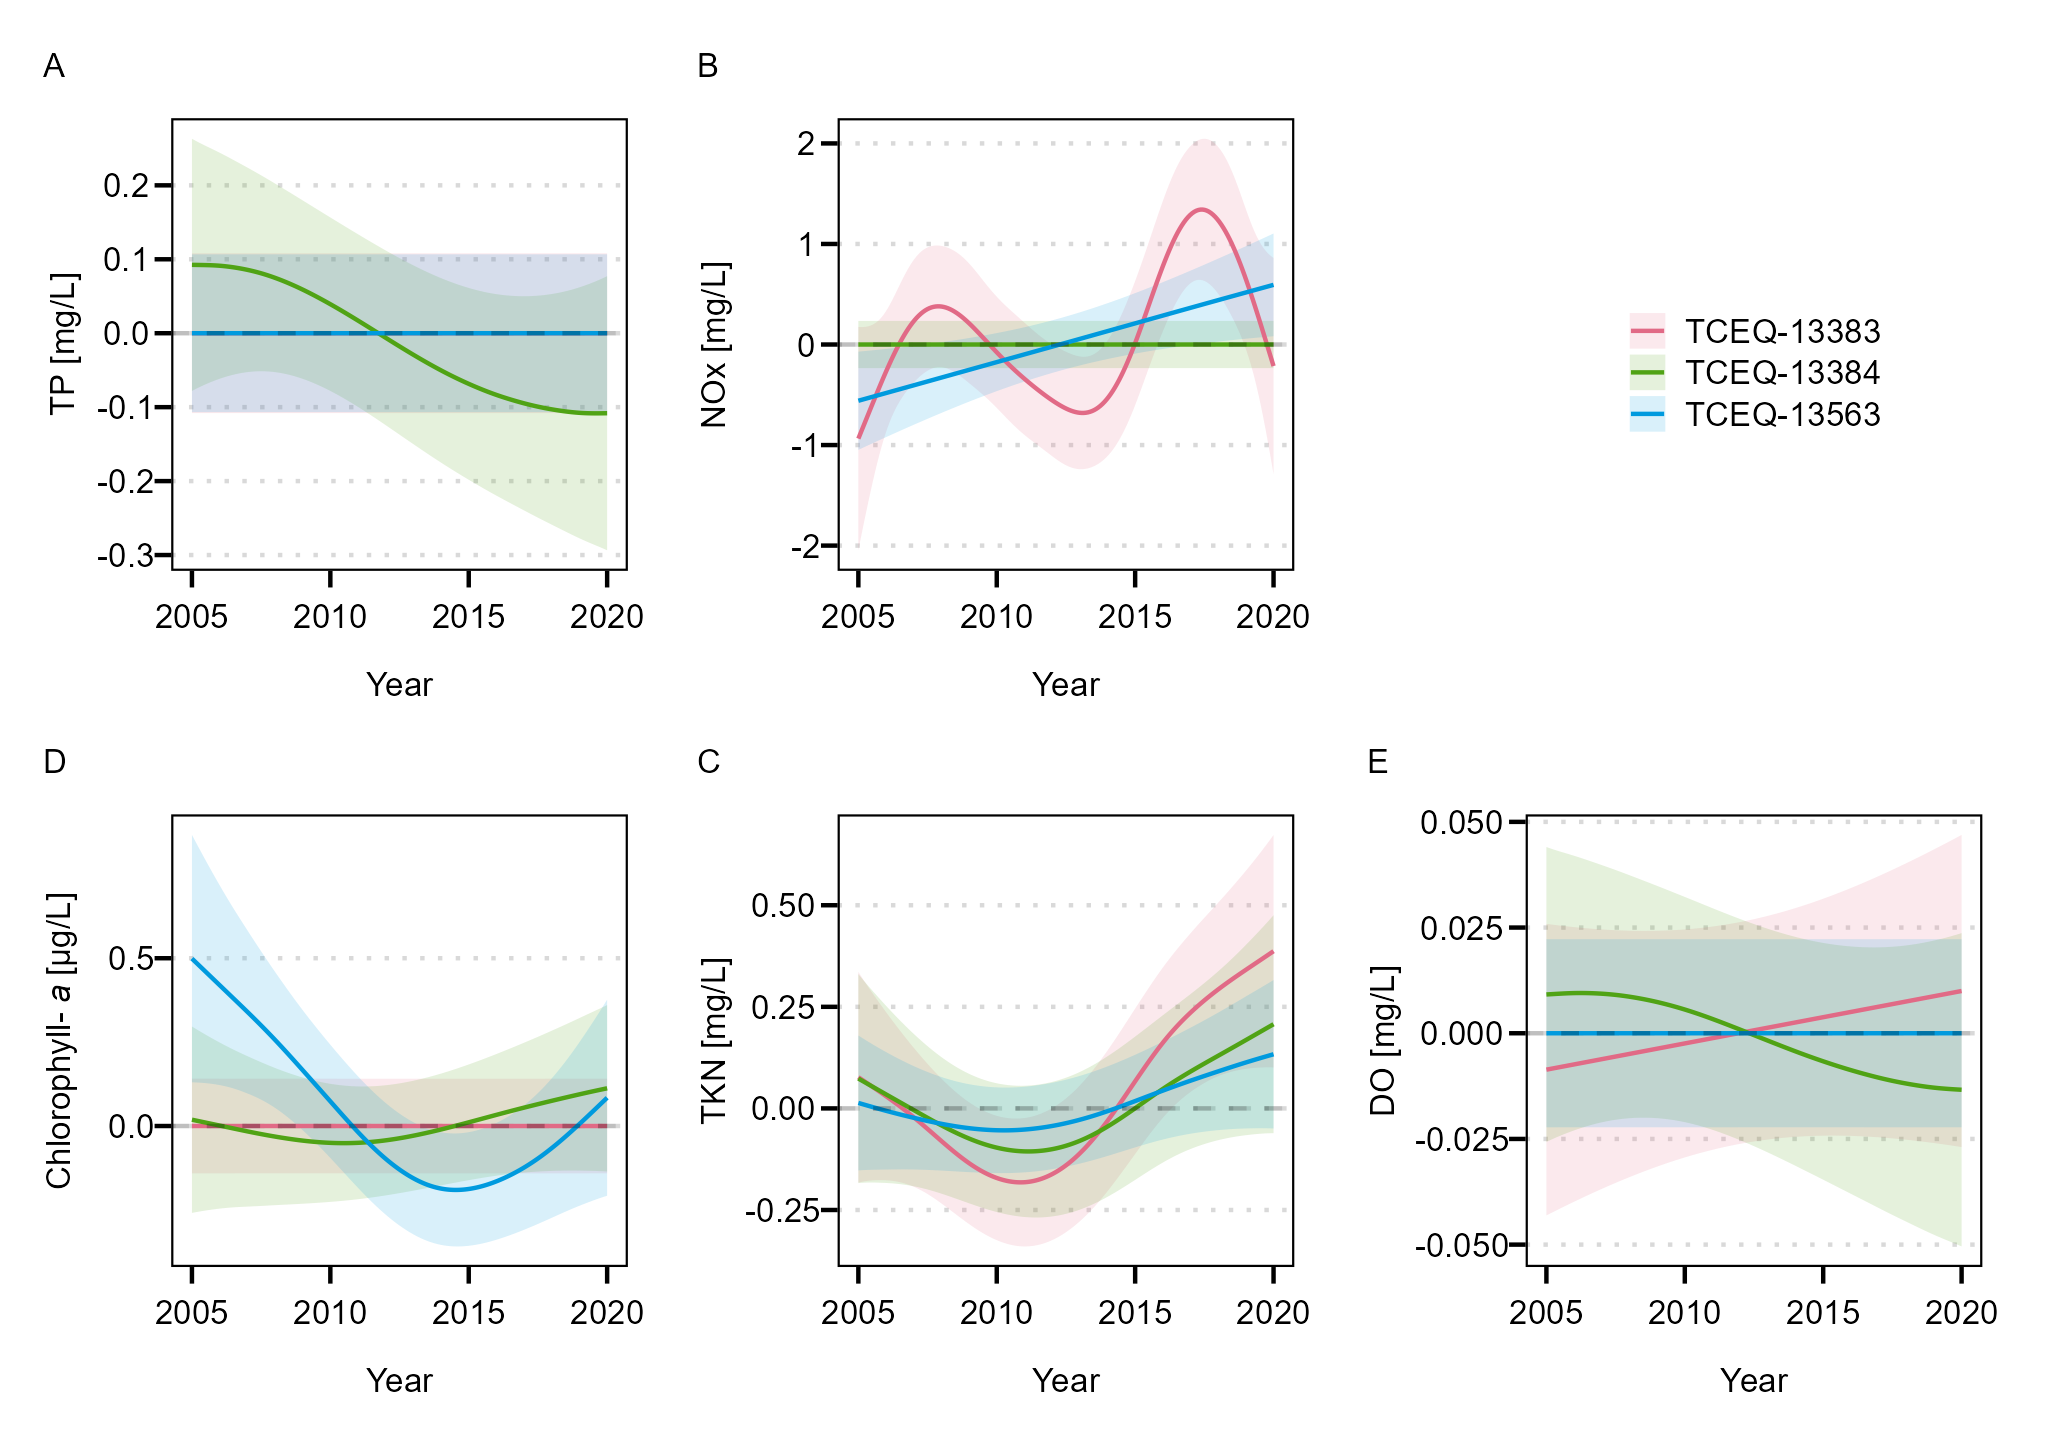 A
B
TP [mg/L]
0.2
0.1
0.0
-0.1
-0.2
-0.3
2005 2010 2015 2020
Year
NOx [mg/L]
2
1
0
-1
-2
2005 2010 2015 2020
Year
TCEQ-13383
TCEQ-13384
TCEQ-13563
D
C
E
Chlorophyll- a [µg/L]
0.5
0.0
2005 2010 2015 2020
Year
TKN [mg/L]
0.50
0.25
0.00
-0.25
2005 2010 2015 2020
Year
DO [mg/L]
0.050
0.025
0.000
-0.025
-0.050
2005 2010 2015 2020
Year